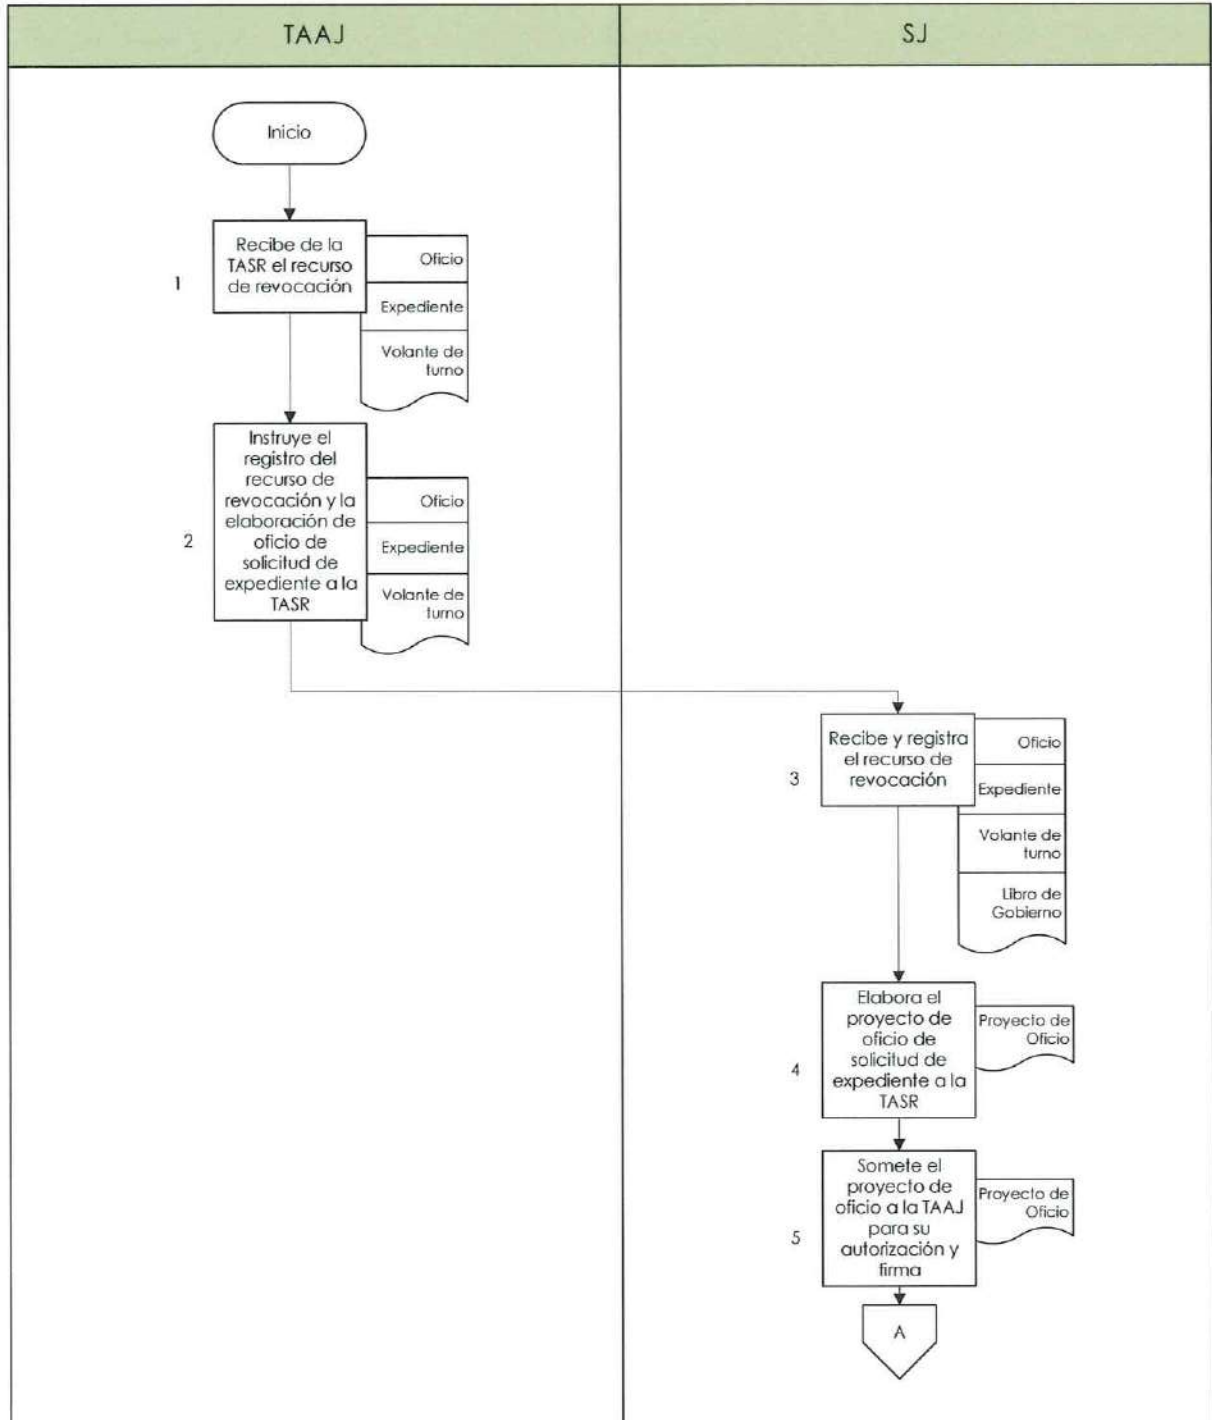 TAAJ
SJ
Inicio
1
Recibe de la
TASR el recurso
de revocación
Oficio
Expediente
Volante de
turno
2
Instruye el
registro del
recurso de
revocación y la
elaboración de
oficio de
solicitud de
expediente a la
TASR
Oficio
Expediente
Volante de
turno
3
Recibe y registra
el recurso de
revocación
Oficio
Expediente
Volante de
turno
Libro de
Gobierno
4
Elabora el
proyecto de
oficio de
solicitud de
expediente a la
TASR
Proyecto de
Oficio
5
Somete el
proyecto de
oficio a la TAAJ
para su
autorización y
firma
Proyecto de
Oficio
A